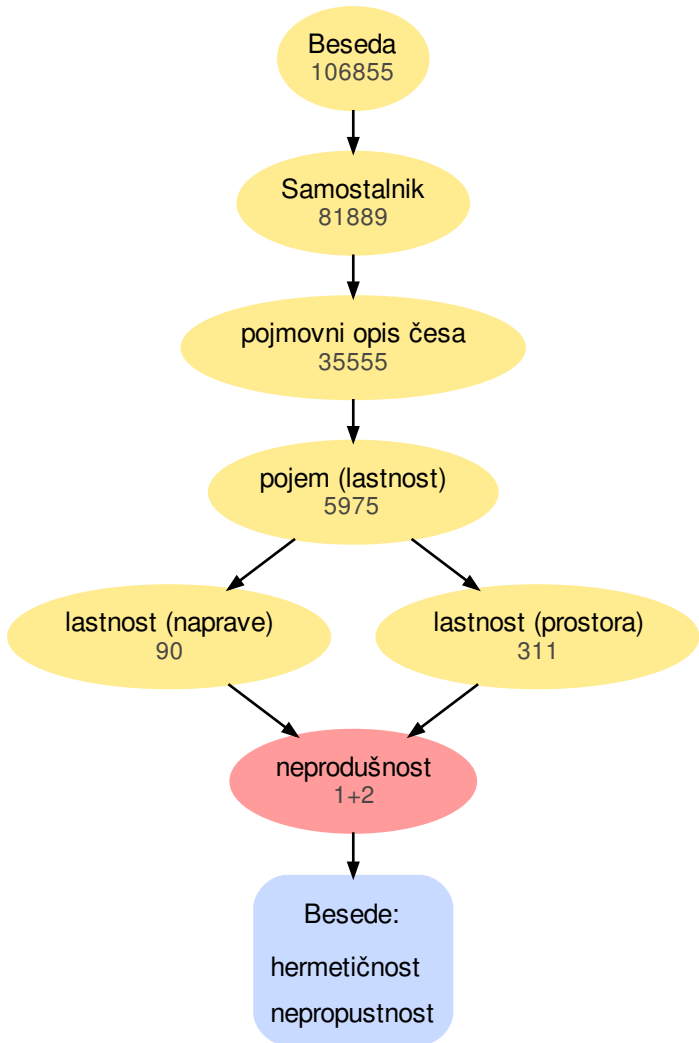 Beseda
106855
Samostalnik
81889
pojmovni opis česa
35555
pojem (lastnost)
5975
lastnost (naprave)
90
lastnost (prostora)
311
neprodušnost
1+2
Besede:
hermetičnost
nepropustnost